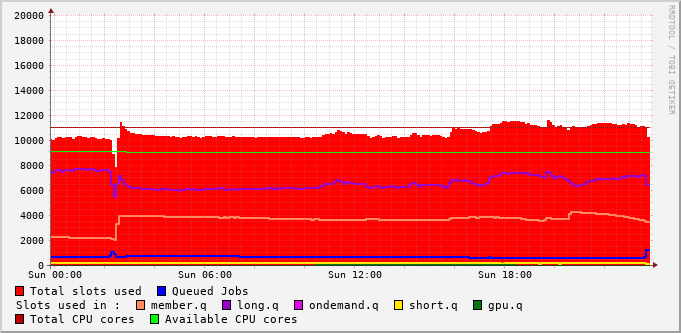 20000
18000
16000
14000
12000
10000
8000
6000
4000
2000
0
Sun 00:00 Sun 06:00 Sun 12:00 Sun 18:00
Total slots used Queued Jobs
Slots used in : member.q long.q ondemand.q short.q gpu.q
Total CPU cores Available CPU cores
RRDTOOL / TOBI OETIKER